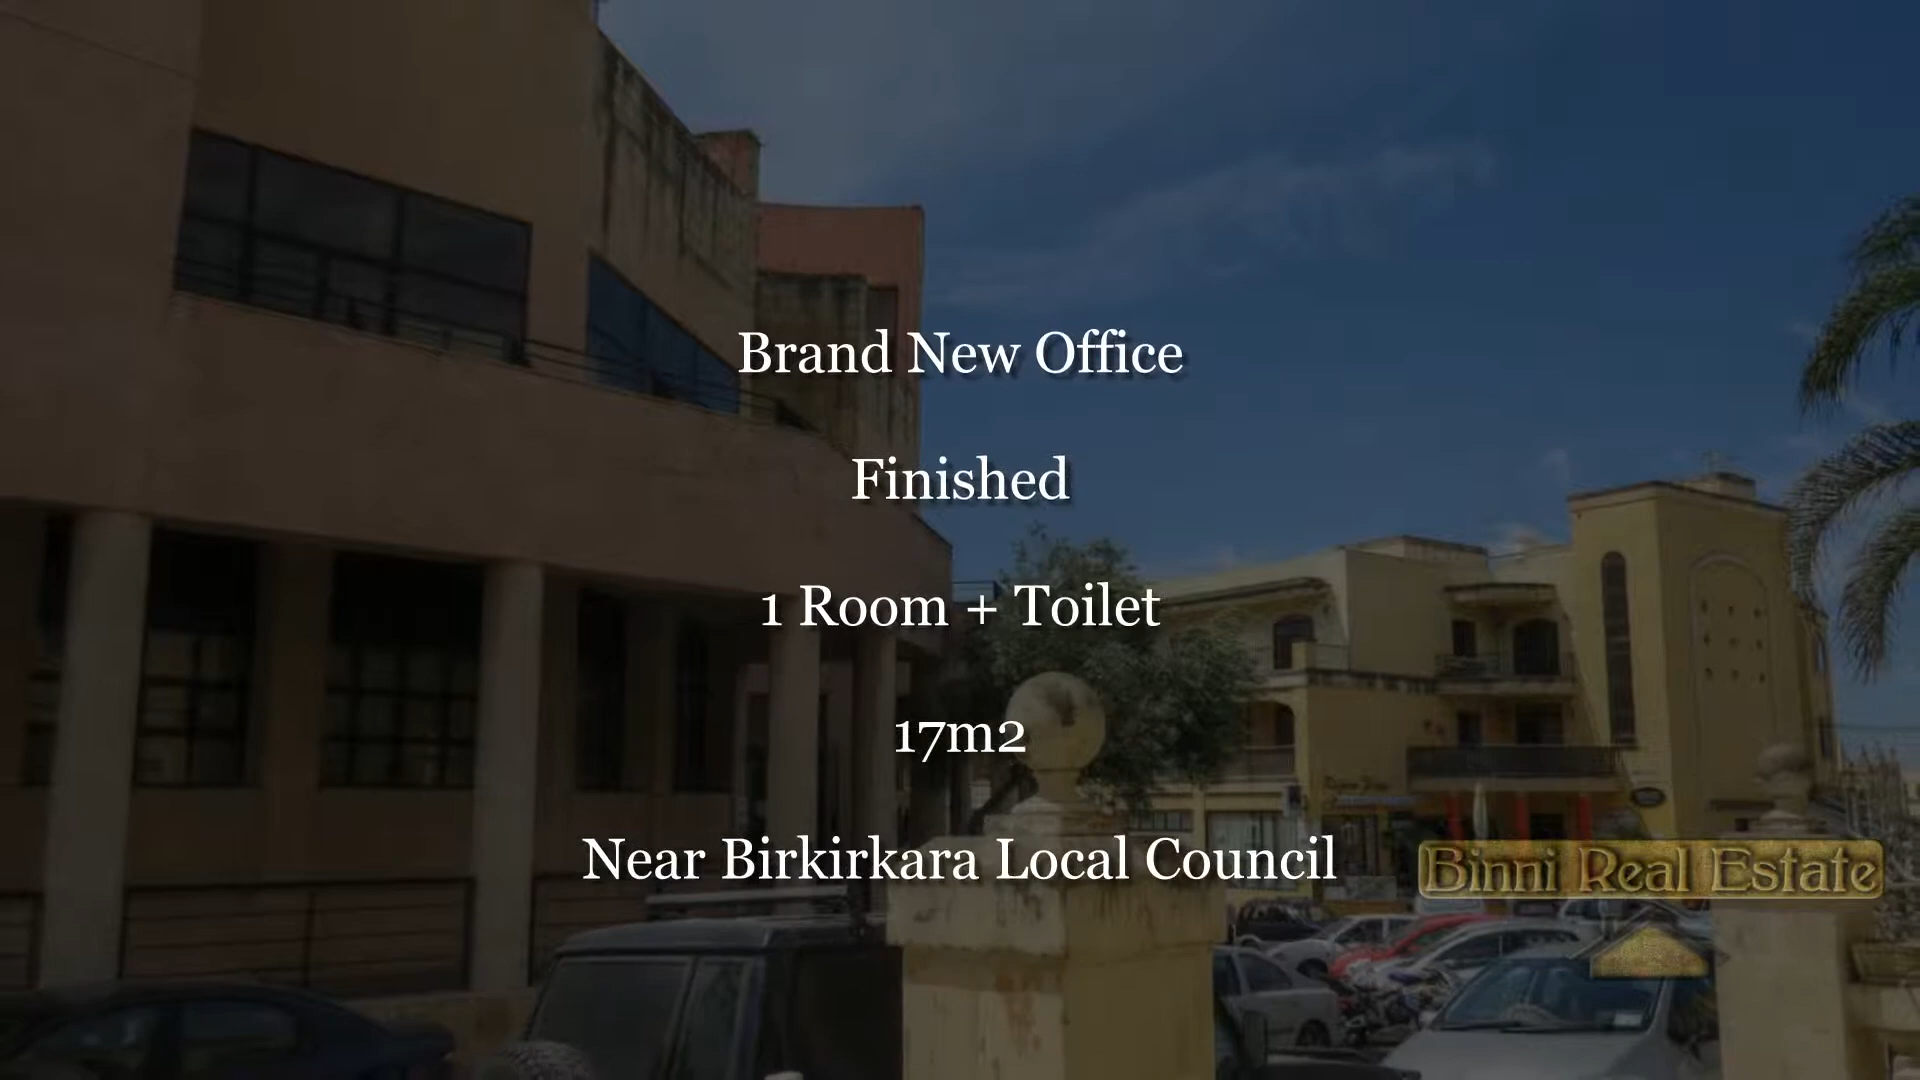 Brand New Office
Finished
1 Room + Toilet
17m2
Near Birkirkara Local Council
Binni Real Estate